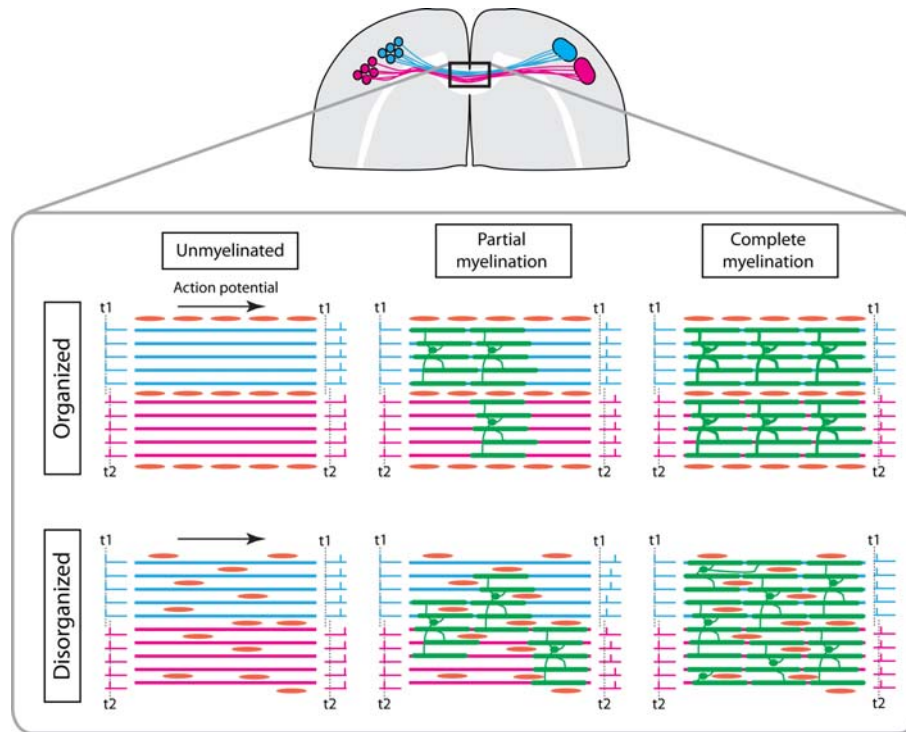 Unmyelinated
Partial
myelination
Complete
myelination
Action potential
Organized
t1
t1
t1
t1
t1
t1
t2
t2
t2
t2
t2
t2
Disorganized
t1
t1
t1
t1
t1
t1
t2
t2
t2
t2
t2
t2